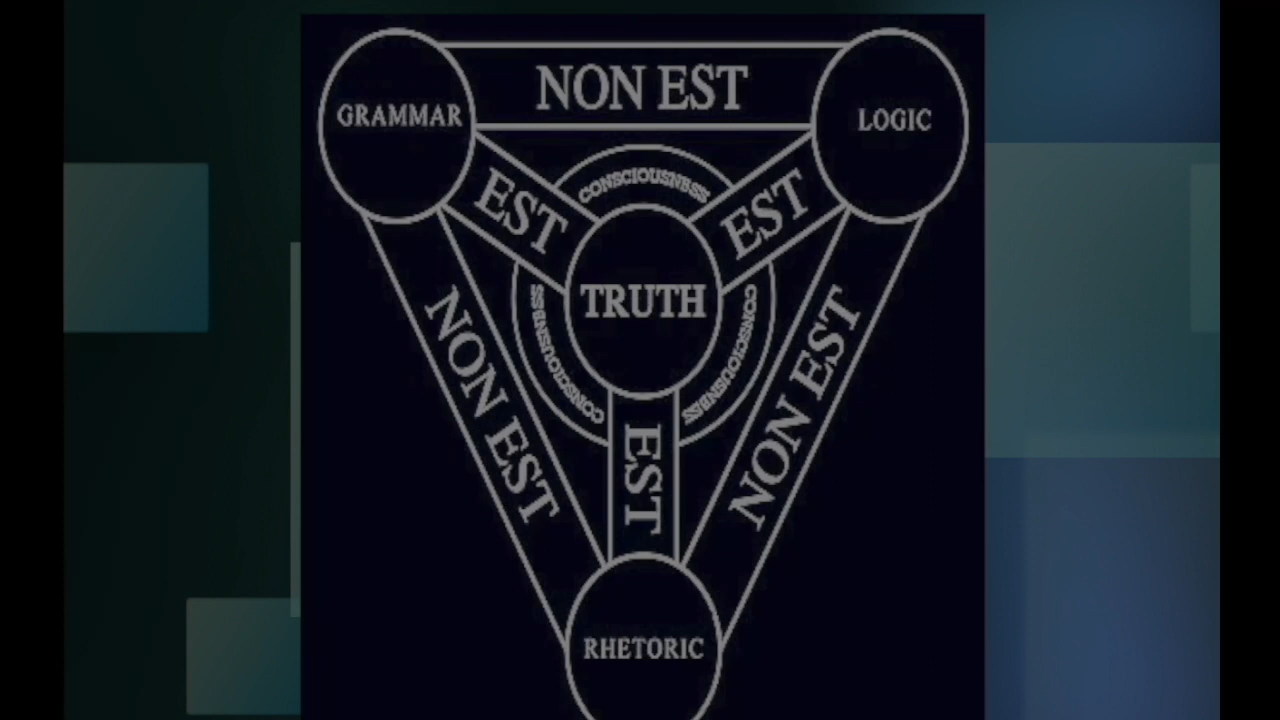 NON EST
GRAMMAR
LOGIC
CONSCIOUSNESS
EST
EST
TRUTH
CONSCIOUSNESS
CONSCIOUSNESS
NON EST
NON EST
EST
RHETORIC